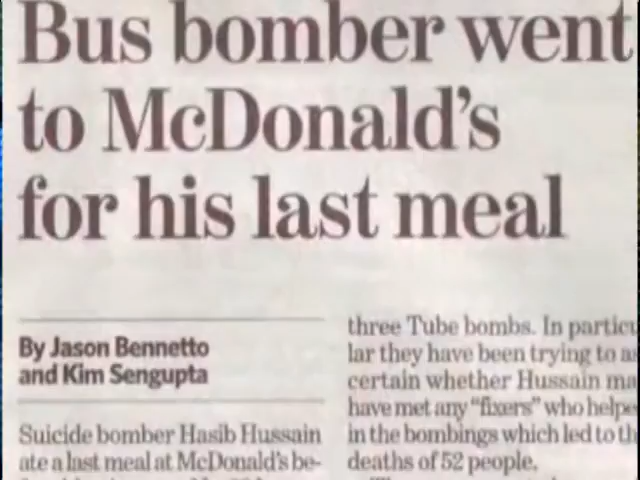 Bus bomber went
to McDonald's
for his last meal
By Jason Bennetto
and Kim Sengupta
Suicide bomber Hasib Hussain
ate a last meal at McDonald's be-
three Tube bombs. In particu
lar they have been trying to as
certain whether Hussain ma
have met any "fixers" who helpe
in the bombings which led to th
deaths of 52 people.